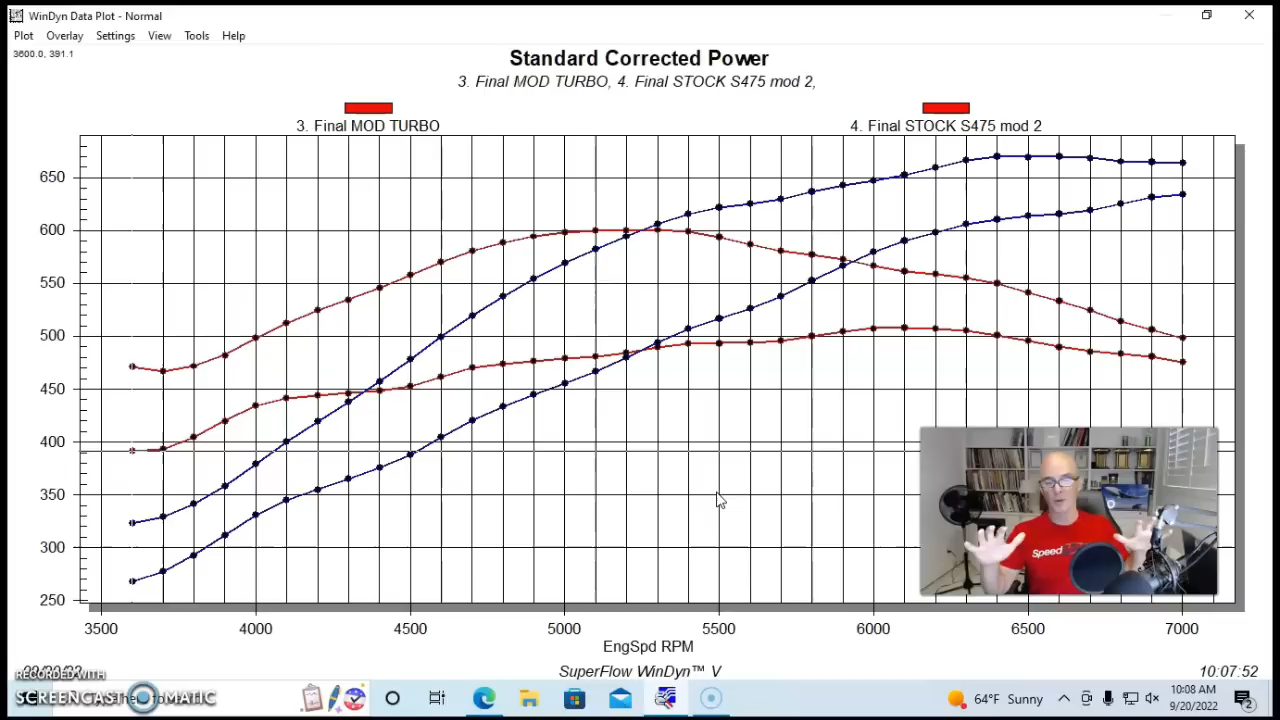 WinDyn Data Plot - Normal
Plot Overlay Settings View Tools Help
3600.0, 391.1
Standard Corrected Power
3. Final MOD TURBO, 4. Final STOCK S475 mod 2,
3. Final MOD TURBO 4. Final STOCK S475 mod 2
650
600
550
500
450
400
350
300
250
3500 4000 4500 5000 5500 6000 6500 7000
EngSpd RPM
SuperFlow WinDyn™ V 10:07:52
Speed
RECORDED WITH
SCREENCAST MATIC
64°F Sunny
10:08 AM
9/20/2022
2